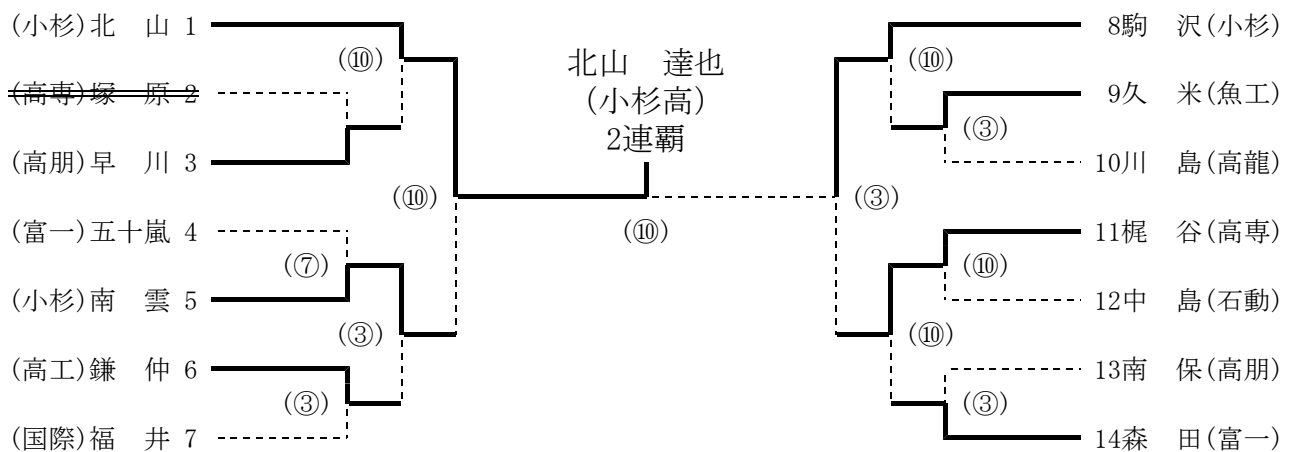 (小杉)北　山 1
(⑩)
(高専)塚　原 2
(高朋)早　川 3
(⑩)
(富一)五十嵐 4
(⑦)
(小杉)南　雲 5
(③)
(高工)鎌　仲 6
(③)
(国際)福　井 7
北山　達也
(小杉高)
2連覇
(⑩)
8駒　沢(小杉)
(⑩)
9久　米(魚工)
(③)
10川　島(高龍)
(③)
11梶　谷(高専)
(⑩)
12中　島(石動)
(⑩)
13南　保(高朋)
(③)
14森　田(富一)